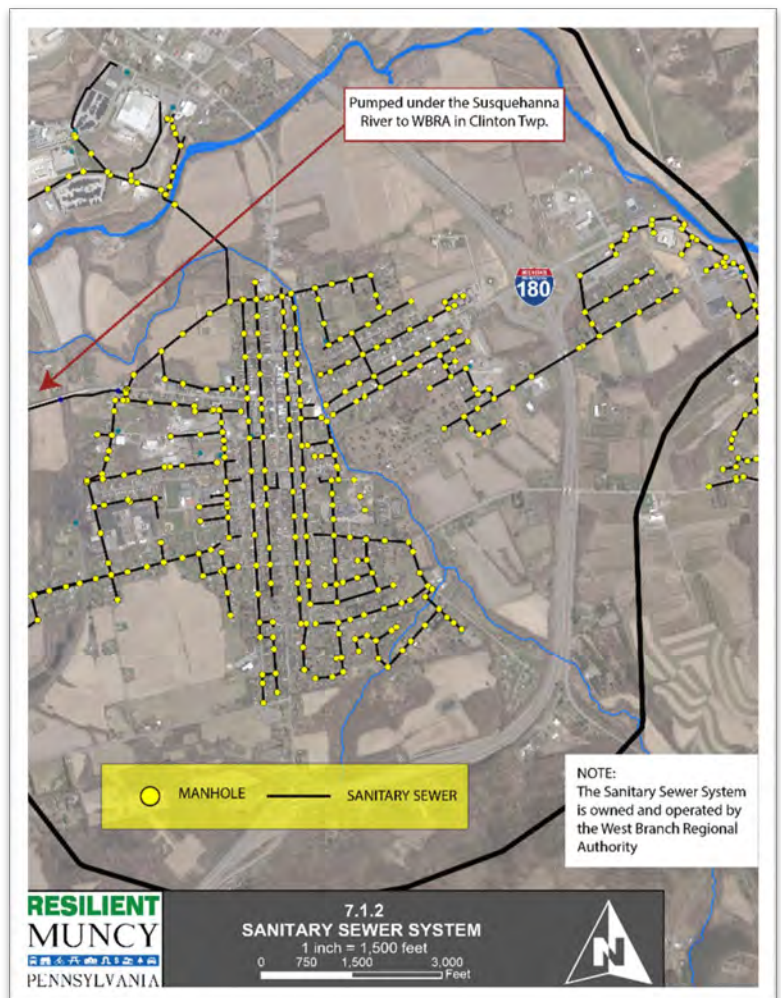 Pumped under the Susquehanna
River to WBRA in Clinton Twp.
180
MANHOLE
SANITARY SEWER
NOTE:
The Sanitary Sewer System
is owned and operated by
the West Branch Regional
Authority
RESILIENT
MUNCY
PENNSYLVANIA
7.1.2
SANITARY SEWER SYSTEM
1 inch = 1,500 feet
0 750 1,500 3,000
Feet
N